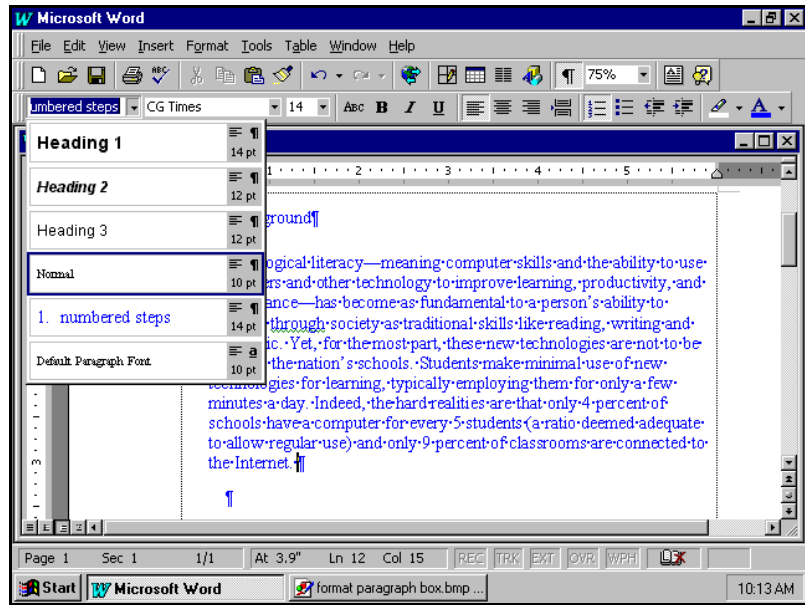 Microsoft Word
File Edit View Insert Format Tools Table Window Help
ABC 75%
umbered steps CG Times 14 ABC B I U A
Heading 1 14 pt
Heading 2 12 pt
Heading 3 12 pt
Normal 10 pt
1. numbered steps 14 pt
Default Paragraph Font a 10 pt
1 2 3 4 5
ground¶
ogical·literacy—meaning·computer·skills·and·the·ability·to·use·
rs·and·other·technology·to·improve·learning,·productivity,·and·
ance—has·become·as·fundamental·to·a·person's·ability·to·
through·society·as·traditional·skills·like·reading,·writing·and·
ic.·Yet,·for·the·most·part,·these·new·technologies·are·not·to·be·
the·nation's·schools.·Students·make·minimal·use·of·new·
technologies·for·learning,·typically·employing·them·for·only·a·few·
minutes·a·day.·Indeed,·the·hard·realities·are·that·only·4·percent·of·
schools·have·a·computer·for·every·5·students·(a·ratio·deemed·adequate·
to·allow·regular·use)·and·only·9·percent·of·classrooms·are·connected·to·
the·Internet.·¶
¶
Page 1 Sec 1 1/1 At 3.9" Ln 12 Col 15 REC TRK EXT OVR WPH
Start Microsoft Word format paragraph box.bmp ... 10:13 AM